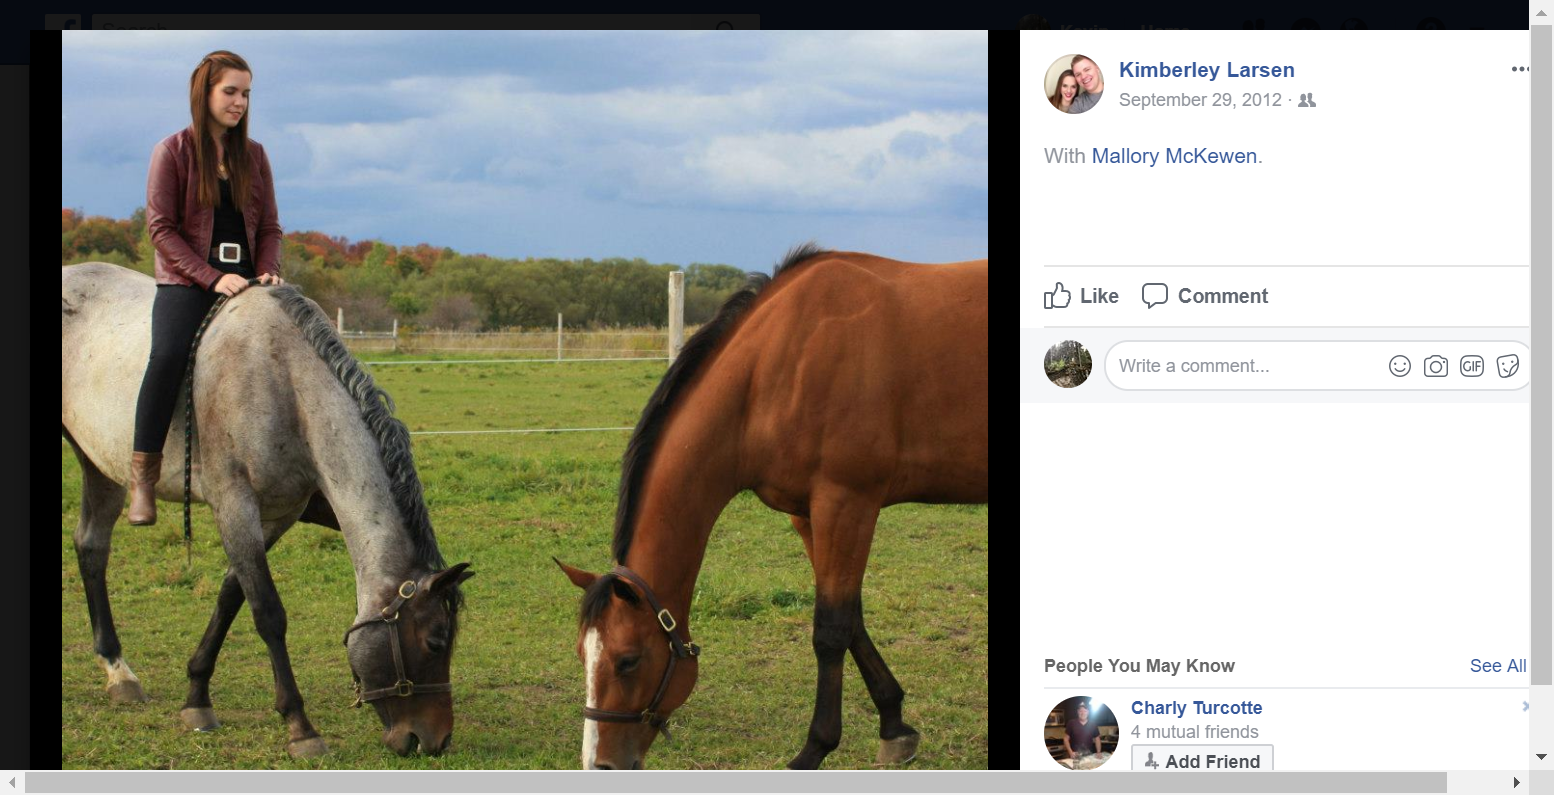 Search
Kimberley Larsen
September 29, 2012 ·
With Mallory McKewen.
Like
Comment
Write a comment...
GIF
People You May Know
See All
Charly Turcotte
4 mutual friends
Add Friend